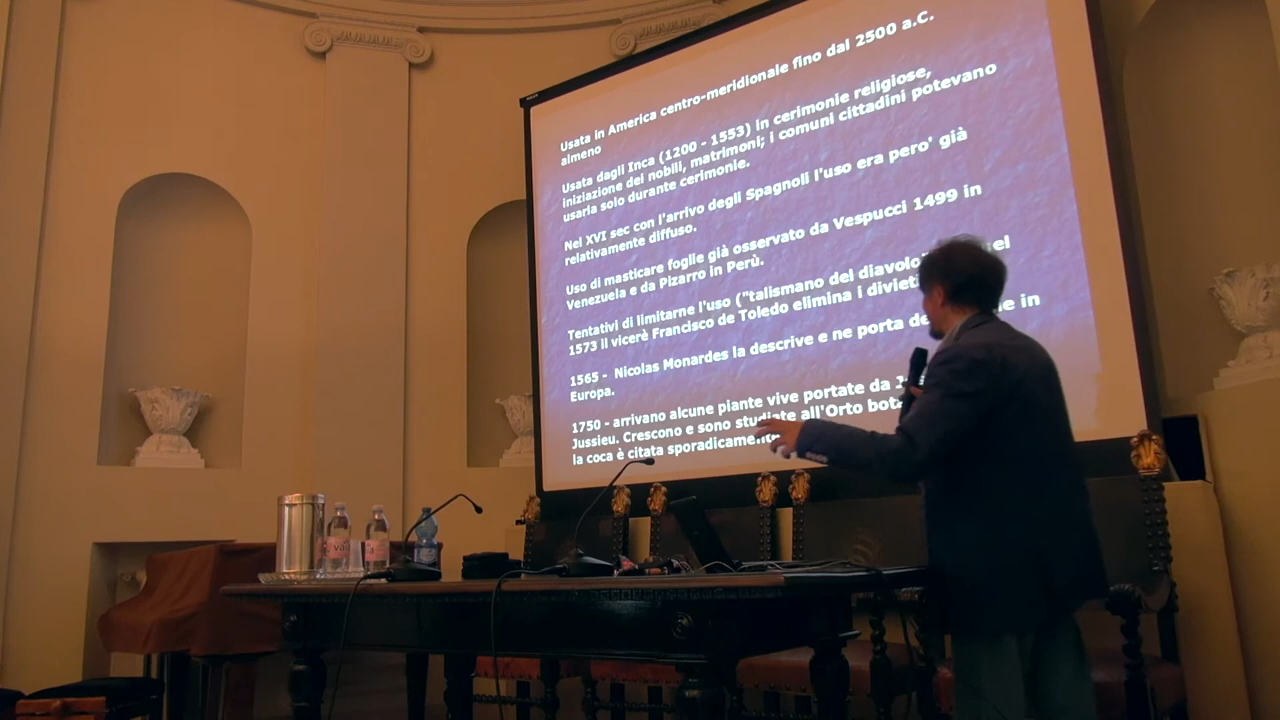 Usata in America centro-meridionale fino dal 2500 a.C.
almeno
Usata dagli Inca (1200 - 1553) in cerimonie religiose,
iniziazione dei nobili, matrimoni; i comuni cittadini potevano
usarla solo durante cerimonie.
Nel XVI sec con l'arrivo degli Spagnoli l'uso era pero' già
relativamente diffuso.
Uso di masticare foglie già osservato da Vespucci 1499 in
Venezuela e da Pizarro in Perù.
Tentativi di limitarne l'uso ("talismano del diavolo"
1573 il vicerè Francisco de Toledo elimina i
1565 - Nicolas Monardes la descrive e ne porta in
Europa.
1750 - arrivano alcune piante vive portate da
Jussieu. Crescono e sono studiate all'Orto
la coca è citata sporadicamente